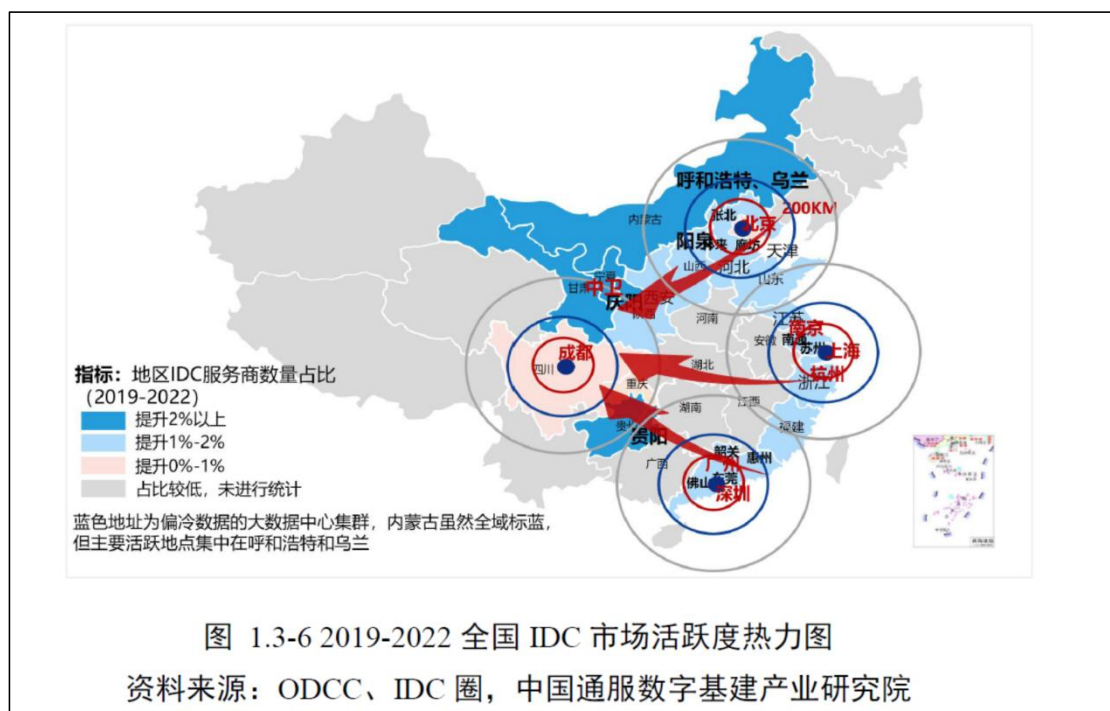 呼和浩特、乌兰
张北
200KM
北京
内蒙古
阳泉
廊坊
天津
山西
河北
山东
宁夏
中卫
甘肃
庆阳
西安
河南
江苏
南京
安徽
南通
苏州
上海
成都
四川
湖北
杭州
浙江
重庆
湖南
江西
贵州
贵阳
福建
广西
韶关
惠州
广州
佛山
东莞
深圳
指标：地区IDC服务商数量占比
（2019-2022）
提升2%以上
提升1%-2%
提升0%-1%
占比较低，未进行统计
蓝色地址为偏冷数据的大数据中心集群，内蒙古虽然全域标蓝，
但主要活跃地点集中在呼和浩特和乌兰
图 1.3-6 2019-2022 全国 IDC 市场活跃度热力图
资料来源：ODCC、IDC 圈，中国通服数字基建产业研究院